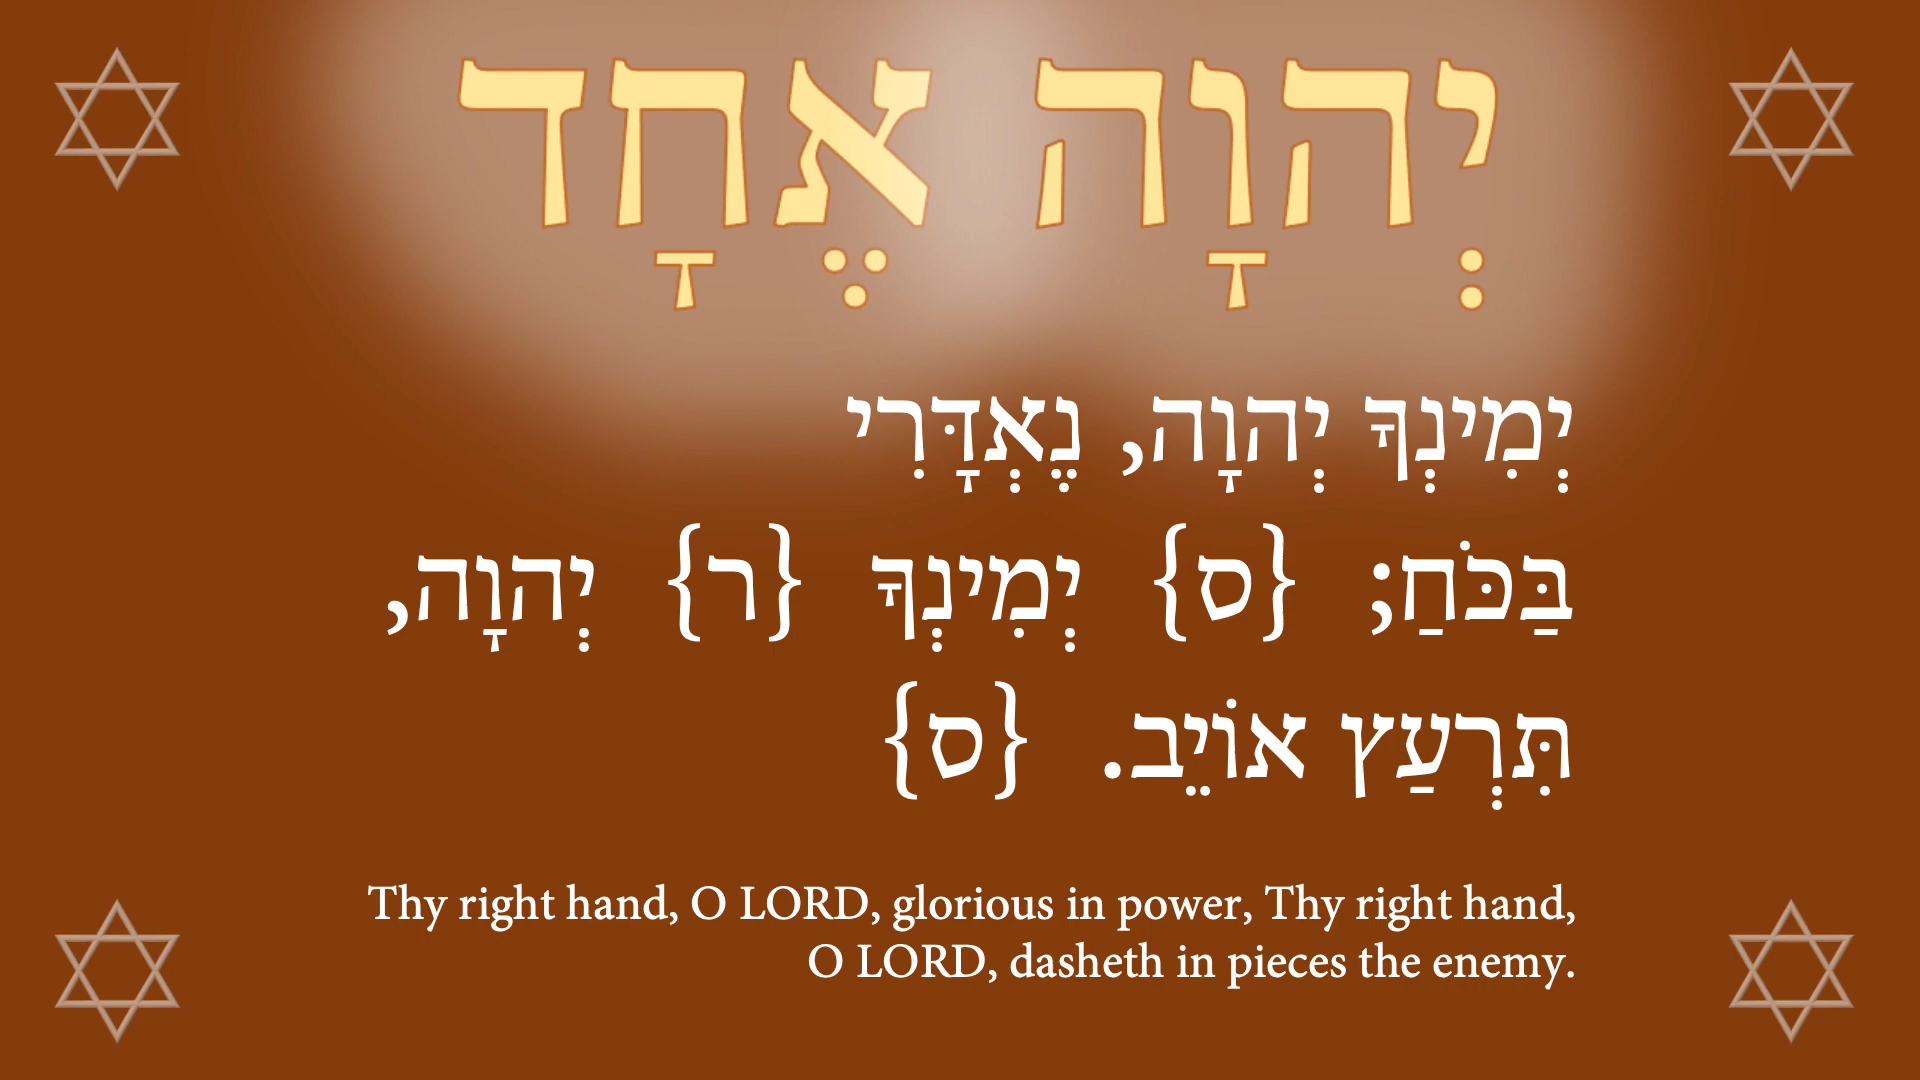 יְהוָה אֶחָד
יְמִינְךָ יְהוָה, נֶאְדָּרִי
בַּכֹּחַ; {ס} יְמִינְךָ {ר} יְהוָה,
תִּרְעַץ אוֹיֵב. {ס}
Thy right hand, O LORD, glorious in power, Thy right hand,
O LORD, dasheth in pieces the enemy.